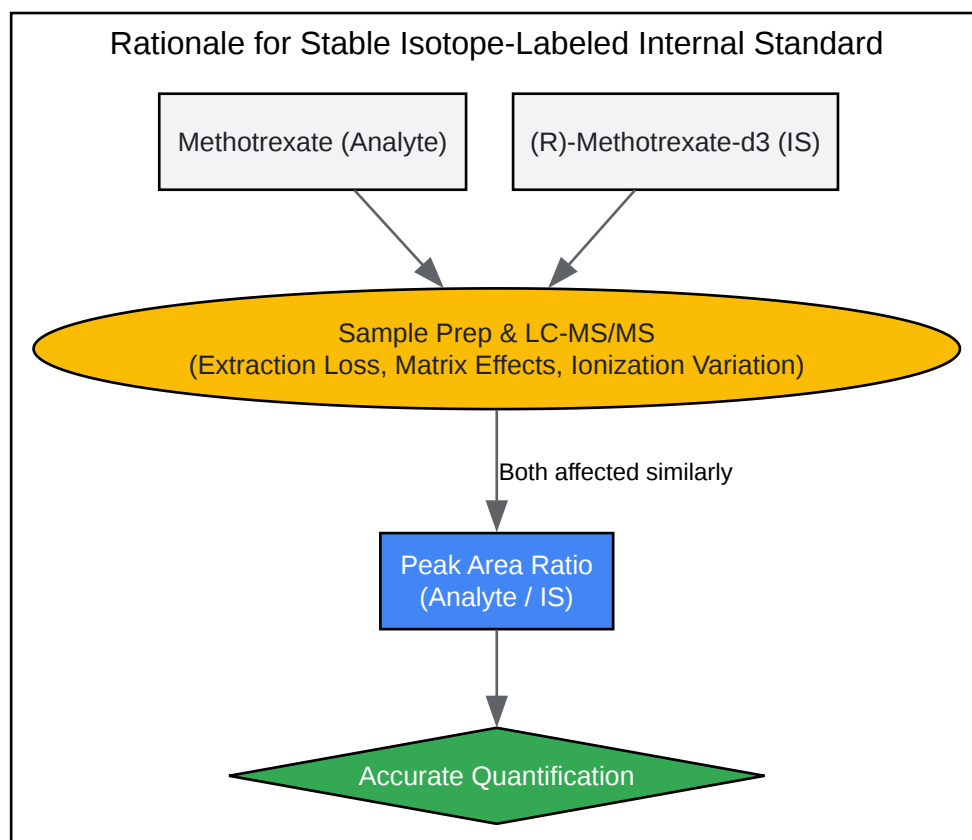 Rationale for Stable Isotope-Labeled Internal Standard
Methotrexate (Analyte)
(R)-Methotrexate-d3 (IS)
Sample Prep & LC-MS/MS
(Extraction Loss, Matrix Effects, Ionization Variation)
Both affected similarly
Peak Area Ratio
(Analyte / IS)
Accurate Quantification